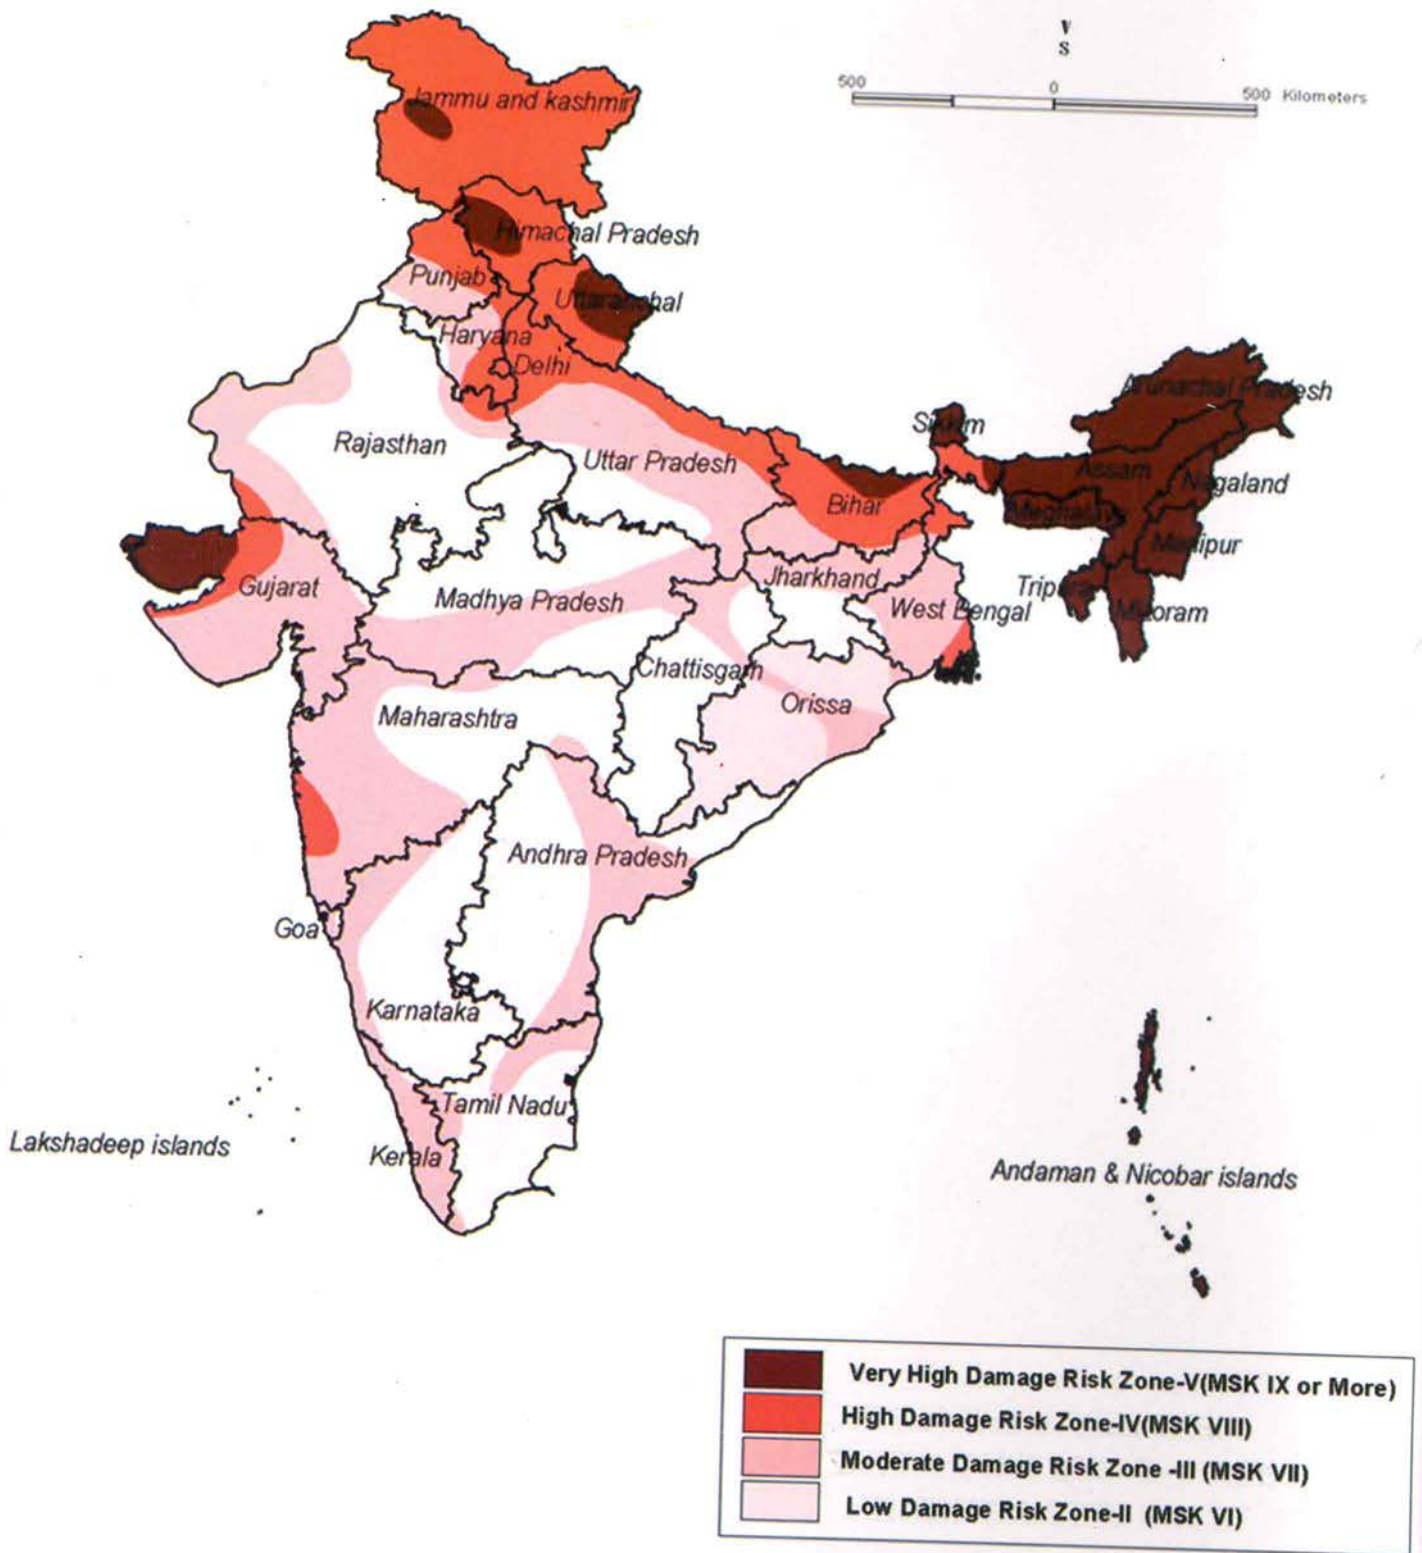 V
S
500 0 500 Kilometers
Jammu and kashmir
Himachal Pradesh
Punjab
Uttaranchal
Haryana
Delhi
Arunachal Pradesh
Sikkim
Rajasthan
Uttar Pradesh
Assam
Nagaland
Bihar
Meghalaya
Manipur
Gujarat
Madhya Pradesh
Jharkhand
West Bengal
Tripura
Mizoram
Chattisgarh
Orissa
Maharashtra
Andhra Pradesh
Goa
Karnataka
Tamil Nadu
Lakshadeep islands
Kerala
Andaman & Nicobar islands
Very High Damage Risk Zone-V(MSK IX or More)
High Damage Risk Zone-IV(MSK VIII)
Moderate Damage Risk Zone -III (MSK VII)
Low Damage Risk Zone-II (MSK VI)